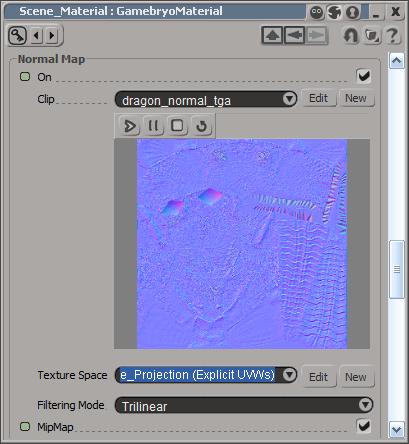 Scene_Material : GamebryoMaterial
Normal Map
On
Clip
dragon_normal_tga
Edit New
Texture Space
e_Projection (Explicit UVWs)
Edit New
Filtering Mode
Trilinear
MipMap